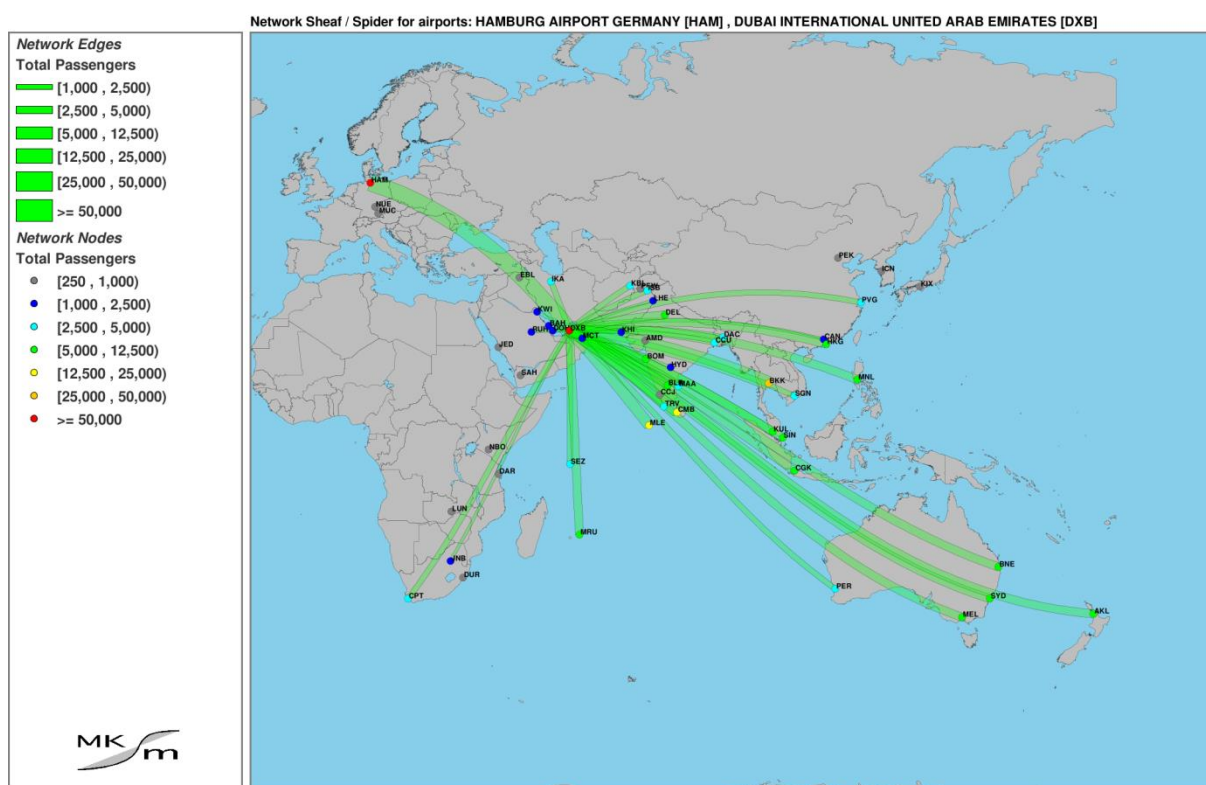 Network Sheaf / Spider for airports: HAMBURG AIRPORT GERMANY [HAM] , DUBAI INTERNATIONAL UNITED ARAB EMIRATES [DXB]
Network Edges
Total Passengers
[1,000 , 2,500)
[2,500 , 5,000)
[5,000 , 12,500)
[12,500 , 25,000)
[25,000 , 50,000)
>= 50,000
Network Nodes
Total Passengers
[250 , 1,000)
[1,000 , 2,500)
[2,500 , 5,000)
[5,000 , 12,500)
[12,500 , 25,000)
[25,000 , 50,000)
>= 50,000
MK
m
HAM
NUE
MUC
PEK
ICN
EBL
IKA
KBL
ISB
KIX
LHE
PVG
KWI
DEL
BAH
DOH
DXB
RUH
MCT
KHI
DAC
CAN
AMD
CCU
HKG
JED
BOM
HYD
SAH
MNL
BLR
MAA
BKK
CCJ
SGN
TRV
CMB
MLE
KUL
SIN
NBO
SEZ
CGK
DAR
LUN
MRU
JNB
BNE
DUR
PER
CPT
SYD
AKL
MEL